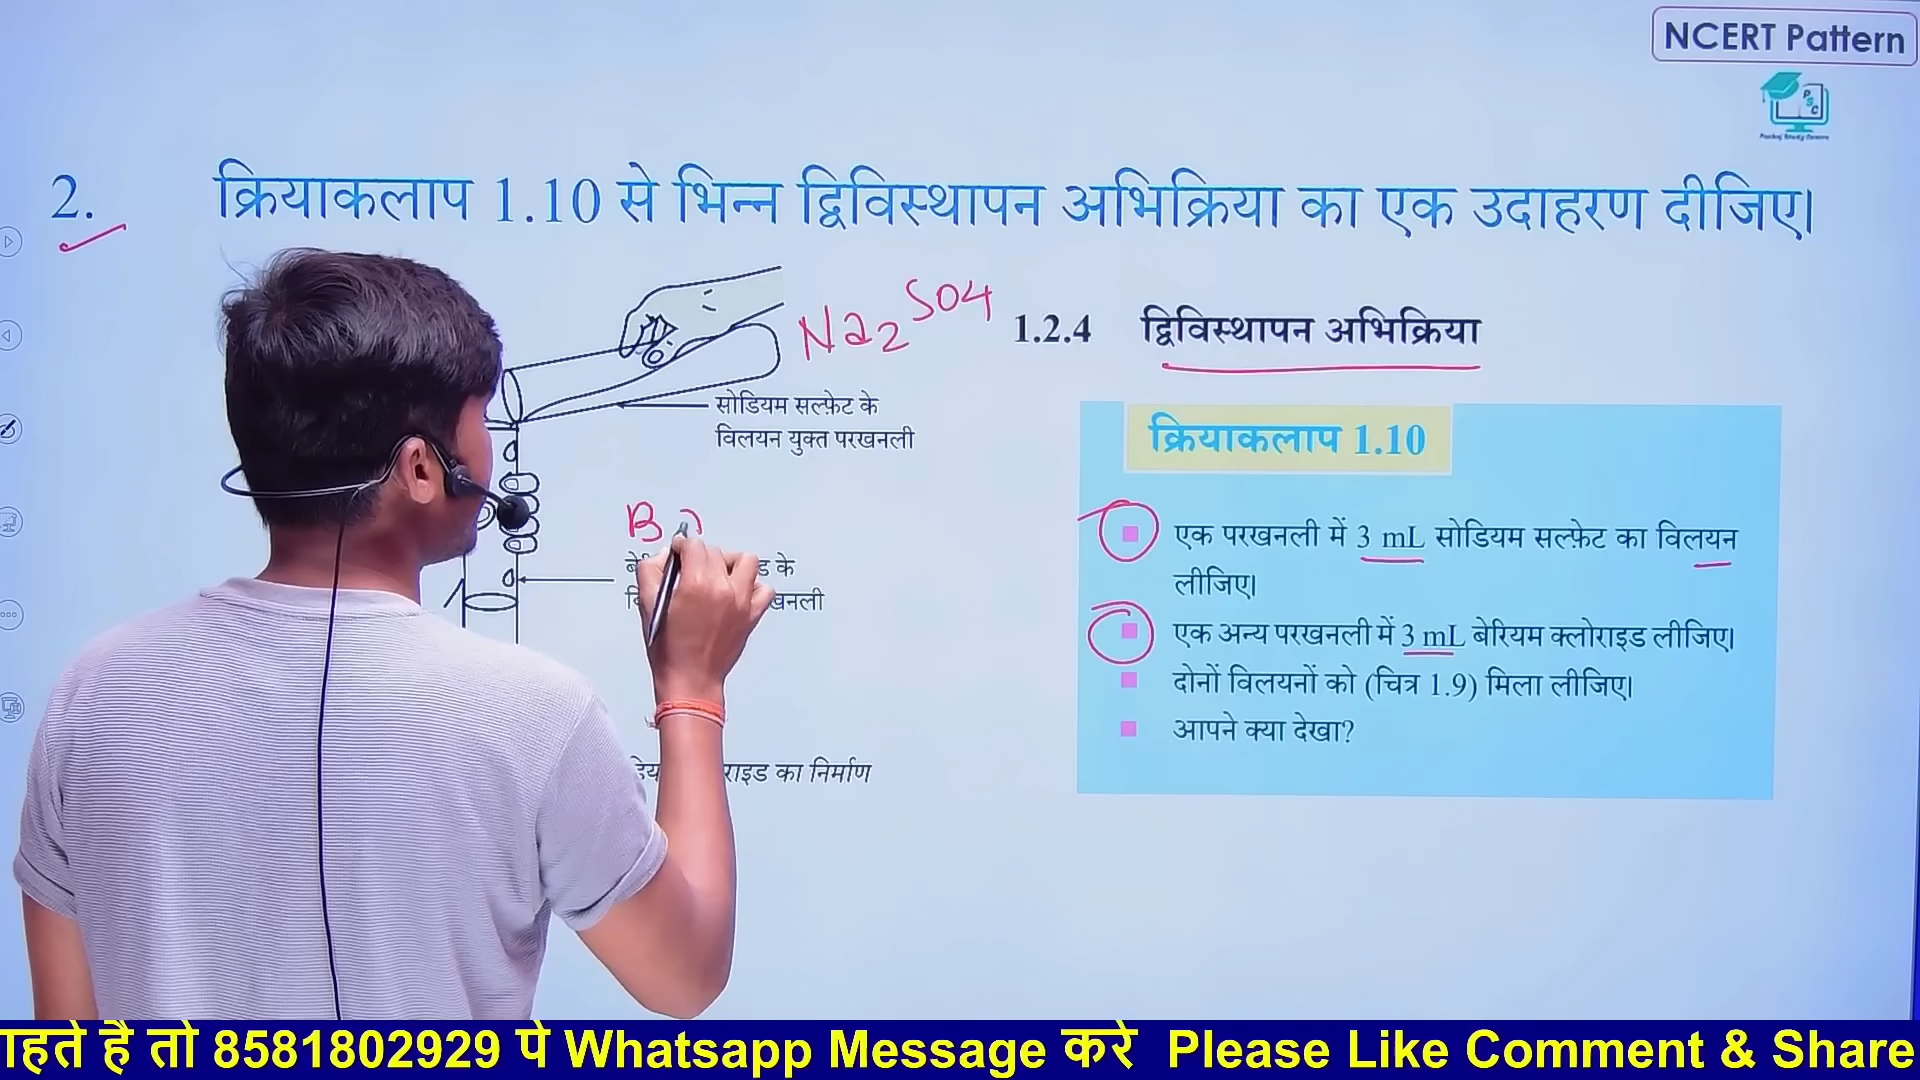 NCERT Pattern
2. क्रियाकलाप 1.10 से भिन्न द्विविस्थापन अभिक्रिया का एक उदाहरण दीजिए।
Na2SO4
1.2.4 द्विविस्थापन अभिक्रिया
सोडियम सल्फ़ेट के
विलयन युक्त परखनली
क्रियाकलाप 1.10
Ba
ड के
खनली
राइड का निर्माण
एक परखनली में 3 mL सोडियम सल्फ़ेट का विलयन
लीजिए।
एक अन्य परखनली में 3 mL बेरियम क्लोराइड लीजिए।
दोनों विलयनों को (चित्र 1.9) मिला लीजिए।
आपने क्या देखा?
हते है तो 8581802929 पे Whatsapp Message करे Please Like Comment & Share